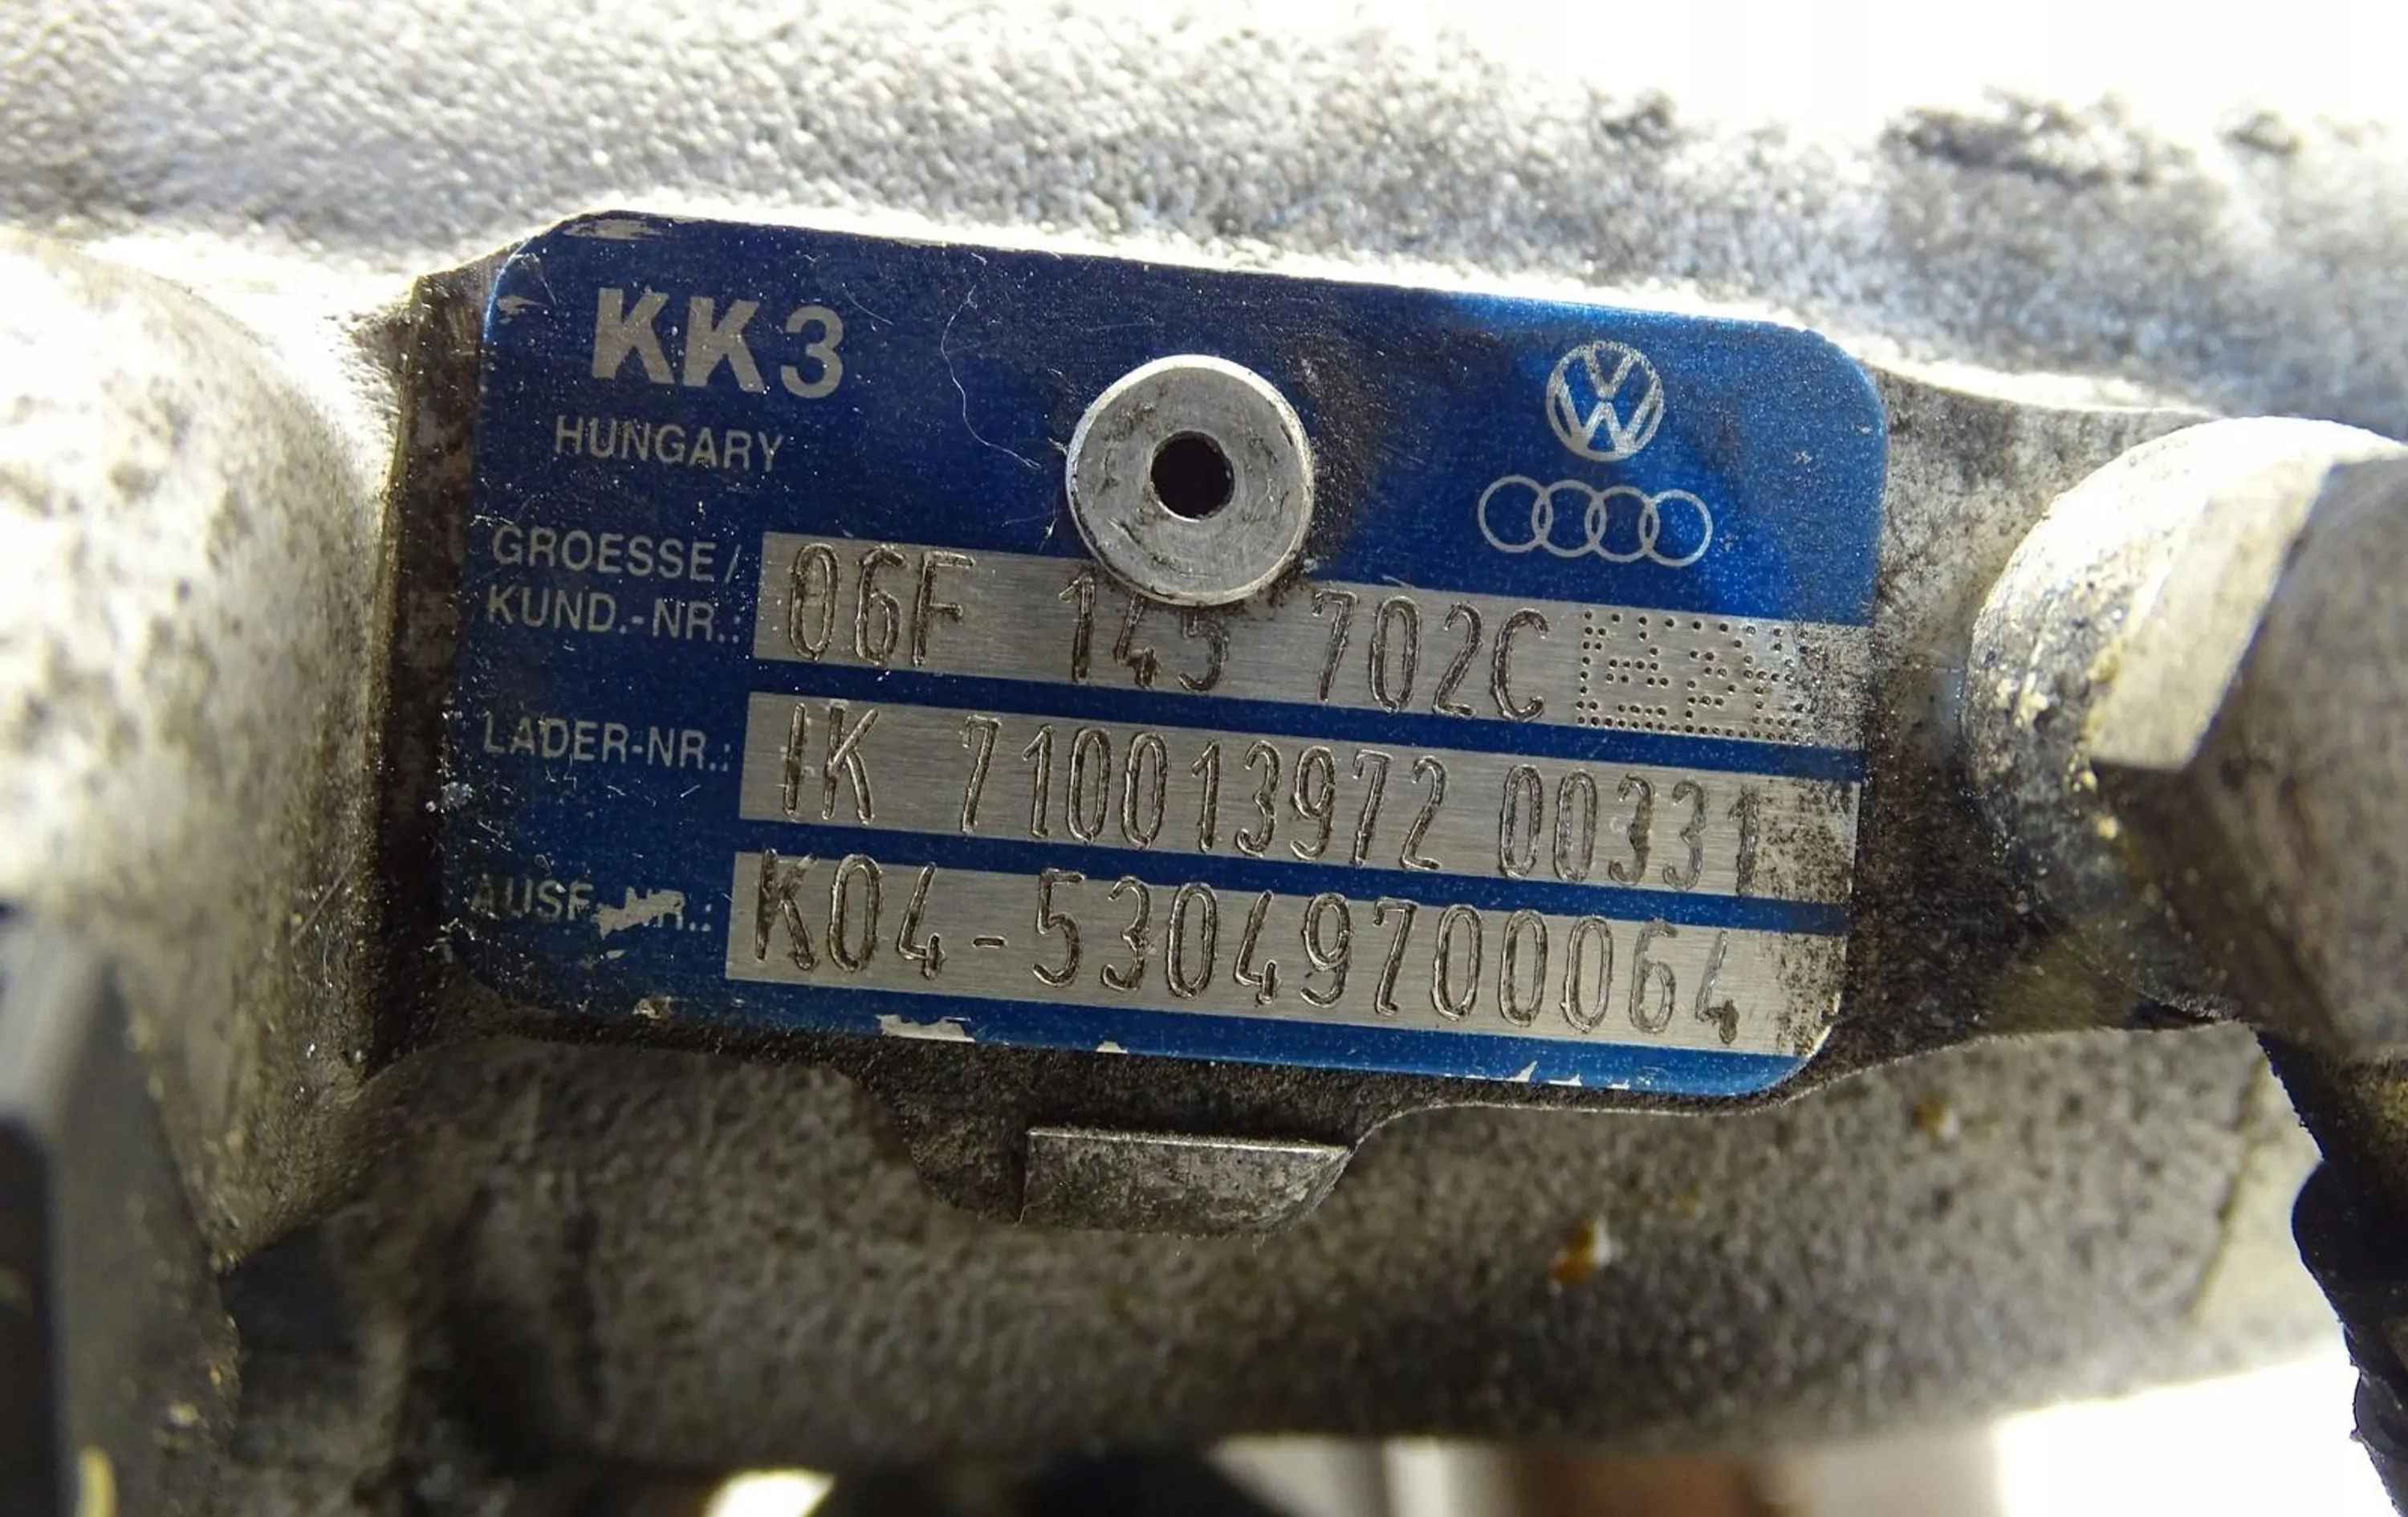 KK3
HUNGARY
GROESSE/
KUND.-NR.: 06F 145 702C
LADER-NR.: IK 710013972 00331
AUSF.-NR.: K04-53049700064